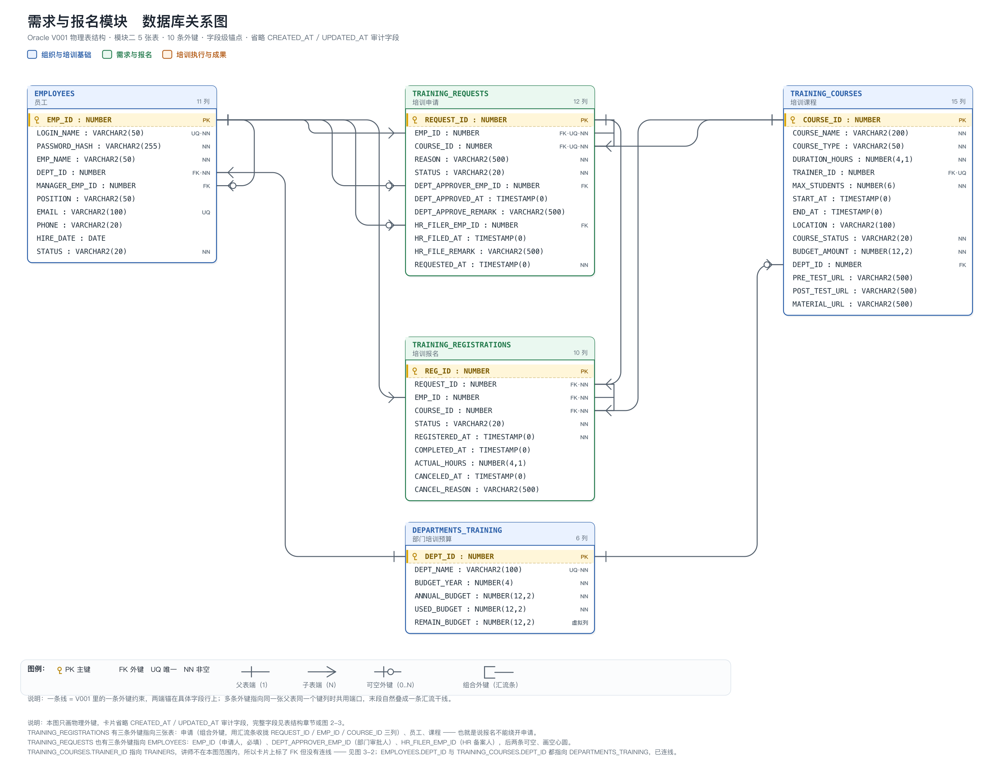 需求与报名模块 数据库关系图
Oracle V001 物理表结构 · 模块二 5 张表 · 10 条外键 · 字段级锚点 · 省略 CREATED_AT / UPDATED_AT 审计字段
组织与培训基础 需求与报名 培训执行与成果
EMPLOYEES
员工 11 列
EMP_ID : NUMBER PK
LOGIN_NAME : VARCHAR2(50) UQ·NN
PASSWORD_HASH : VARCHAR2(255) NN
EMP_NAME : VARCHAR2(50) NN
DEPT_ID : NUMBER FK·NN
MANAGER_EMP_ID : NUMBER FK
POSITION : VARCHAR2(50)
EMAIL : VARCHAR2(100) UQ
PHONE : VARCHAR2(20)
HIRE_DATE : DATE
STATUS : VARCHAR2(20) NN
TRAINING_REQUESTS
培训申请 12 列
REQUEST_ID : NUMBER PK
EMP_ID : NUMBER FK·UQ·NN
COURSE_ID : NUMBER FK·UQ·NN
REASON : VARCHAR2(500) NN
STATUS : VARCHAR2(20) NN
DEPT_APPROVER_EMP_ID : NUMBER FK
DEPT_APPROVED_AT : TIMESTAMP(0)
DEPT_APPROVE_REMARK : VARCHAR2(500)
HR_FILER_EMP_ID : NUMBER FK
HR_FILED_AT : TIMESTAMP(0)
HR_FILE_REMARK : VARCHAR2(500)
REQUESTED_AT : TIMESTAMP(0) NN
TRAINING_COURSES
培训课程 15 列
COURSE_ID : NUMBER PK
COURSE_NAME : VARCHAR2(200) NN
COURSE_TYPE : VARCHAR2(50) NN
DURATION_HOURS : NUMBER(4,1) NN
TRAINER_ID : NUMBER FK·UQ
MAX_STUDENTS : NUMBER(6) NN
START_AT : TIMESTAMP(0)
END_AT : TIMESTAMP(0)
LOCATION : VARCHAR2(100)
COURSE_STATUS : VARCHAR2(20) NN
BUDGET_AMOUNT : NUMBER(12,2) NN
DEPT_ID : NUMBER FK
PRE_TEST_URL : VARCHAR2(500)
POST_TEST_URL : VARCHAR2(500)
MATERIAL_URL : VARCHAR2(500)
TRAINING_REGISTRATIONS
培训报名 10 列
REG_ID : NUMBER PK
REQUEST_ID : NUMBER FK·NN
EMP_ID : NUMBER FK·NN
COURSE_ID : NUMBER FK·NN
STATUS : VARCHAR2(20) NN
REGISTERED_AT : TIMESTAMP(0) NN
COMPLETED_AT : TIMESTAMP(0)
ACTUAL_HOURS : NUMBER(4,1)
CANCELED_AT : TIMESTAMP(0)
CANCEL_REASON : VARCHAR2(500)
DEPARTMENTS_TRAINING
部门培训预算 6 列
DEPT_ID : NUMBER PK
DEPT_NAME : VARCHAR2(100) UQ·NN
BUDGET_YEAR : NUMBER(4) NN
ANNUAL_BUDGET : NUMBER(12,2) NN
USED_BUDGET : NUMBER(12,2) NN
REMAIN_BUDGET : NUMBER(12,2) 虚拟列
图例： PK 主键 FK 外键 UQ 唯一 NN 非空
父表端（1） 子表端（N） 可空外键（0..N） 组合外键（汇流条）
说明：一条线 = V001 里的一条外键约束，两端锚在具体字段行上；多条外键指向同一张父表同一个键列时共用端口，末段自然叠成一条汇流干线。
说明：本图只画物理外键，卡片省略 CREATED_AT / UPDATED_AT 审计字段，完整字段见表结构章节或图 2-3。
TRAINING_REGISTRATIONS 有三条外键指向三张表：申请（组合外键，用汇流条收拢 REQUEST_ID / EMP_ID / COURSE_ID 三列）、员工、课程 —— 也就是说报名不能绕开申请。
TRAINING_REQUESTS 也有三条外键指向 EMPLOYEES：EMP_ID（申请人，必填）、DEPT_APPROVER_EMP_ID（部门审批人）、HR_FILER_EMP_ID（HR 备案人），后两条可空、画空心圆。
TRAINING_COURSES.TRAINER_ID 指向 TRAINERS，讲师不在本图范围内，所以卡片上标了 FK 但没有连线 —— 见图 3-2；EMPLOYEES.DEPT_ID 与 TRAINING_COURSES.DEPT_ID 都指向 DEPARTMENTS_TRAINING，已连线。